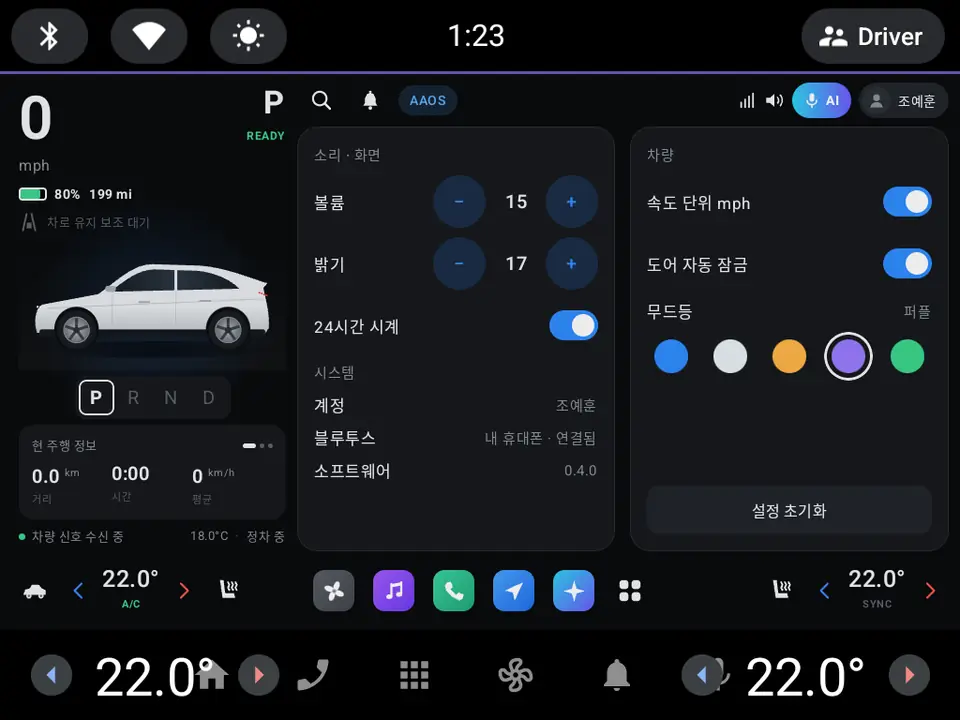 1:23
Driver
0
P
READY
mph
80% 199 mi
차로 유지 보조 대기
P R N D
현 주행 정보
0.0 km
거리
0:00
시간
0 km/h
평균
차량 신호 수신 중
18.0°C · 정차 중
AAOS
AI
조예훈
소리 · 화면
볼륨
− 15 +
밝기
− 17 +
24시간 시계
시스템
계정
조예훈
블루투스
내 휴대폰 · 연결됨
소프트웨어
0.4.0
차량
속도 단위 mph
도어 자동 잠금
무드등
퍼플
설정 초기화
22.0°
A/C
22.0°
SYNC
22.0°
22.0°